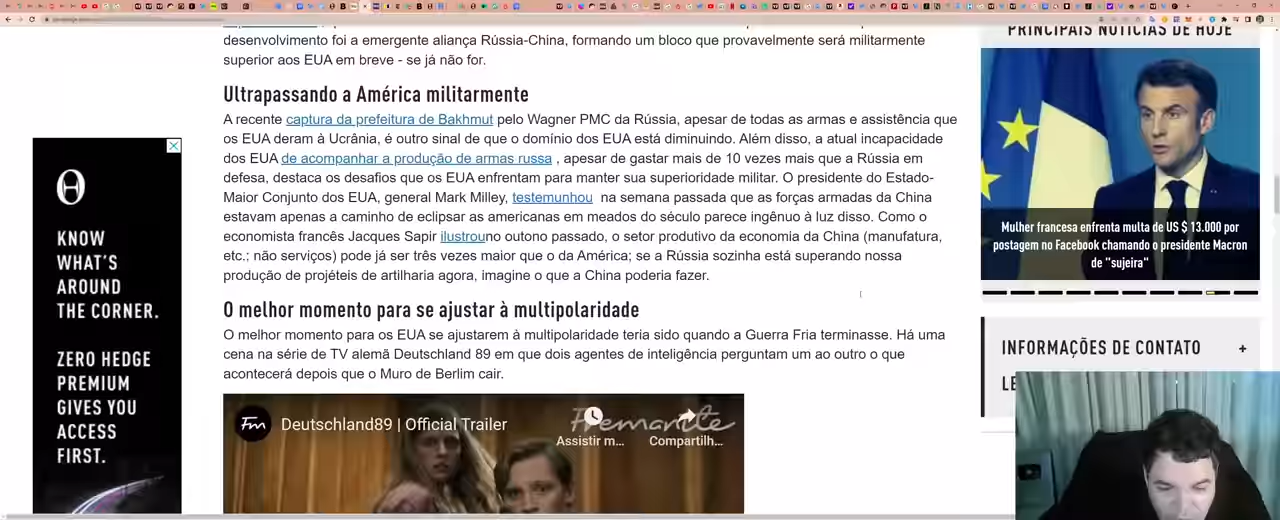 desenvolvimento foi a emergente aliança Rússia-China, formando um bloco que provavelmente será militarmente
superior aos EUA em breve - se já não for.
Ultrapassando a América militarmente
A recente captura da prefeitura de Bakhmut pelo Wagner PMC da Rússia, apesar de todas as armas e assistência que
os EUA deram à Ucrânia, é outro sinal de que o domínio dos EUA está diminuindo. Além disso, a atual incapacidade
dos EUA de acompanhar a produção de armas russa , apesar de gastar mais de 10 vezes mais que a Rússia em
defesa, destaca os desafios que os EUA enfrentam para manter sua superioridade militar. O presidente do Estado-
Maior Conjunto dos EUA, general Mark Milley, testemunhou na semana passada que as forças armadas da China
estavam apenas a caminho de eclipsar as americanas em meados do século parece ingênuo à luz disso. Como o
economista francês Jacques Sapir ilustrouno outono passado, o setor produtivo da economia da China (manufatura,
etc.; não serviços) pode já ser três vezes maior que o da América; se a Rússia sozinha está superando nossa
produção de projéteis de artilharia agora, imagine o que a China poderia fazer.
O melhor momento para se ajustar à multipolaridade
O melhor momento para os EUA se ajustarem à multipolaridade teria sido quando a Guerra Fria terminasse. Há uma
cena na série de TV alemã Deutschland 89 em que dois agentes de inteligência perguntam um ao outro o que
acontecerá depois que o Muro de Berlim cair.
Deutschland89 | Official Trailer
Fremantle
Assistir m...
Compartilh...
KNOW
WHAT'S
AROUND
THE CORNER.
ZERO HEDGE
PREMIUM
GIVES YOU
ACCESS
FIRST.
PRINCIPAIS NOTÍCIAS DE HOJE
Mulher francesa enfrenta multa de US $ 13.000 por
postagem no Facebook chamando o presidente Macron
de "sujeira"
INFORMAÇÕES DE CONTATO +
LE